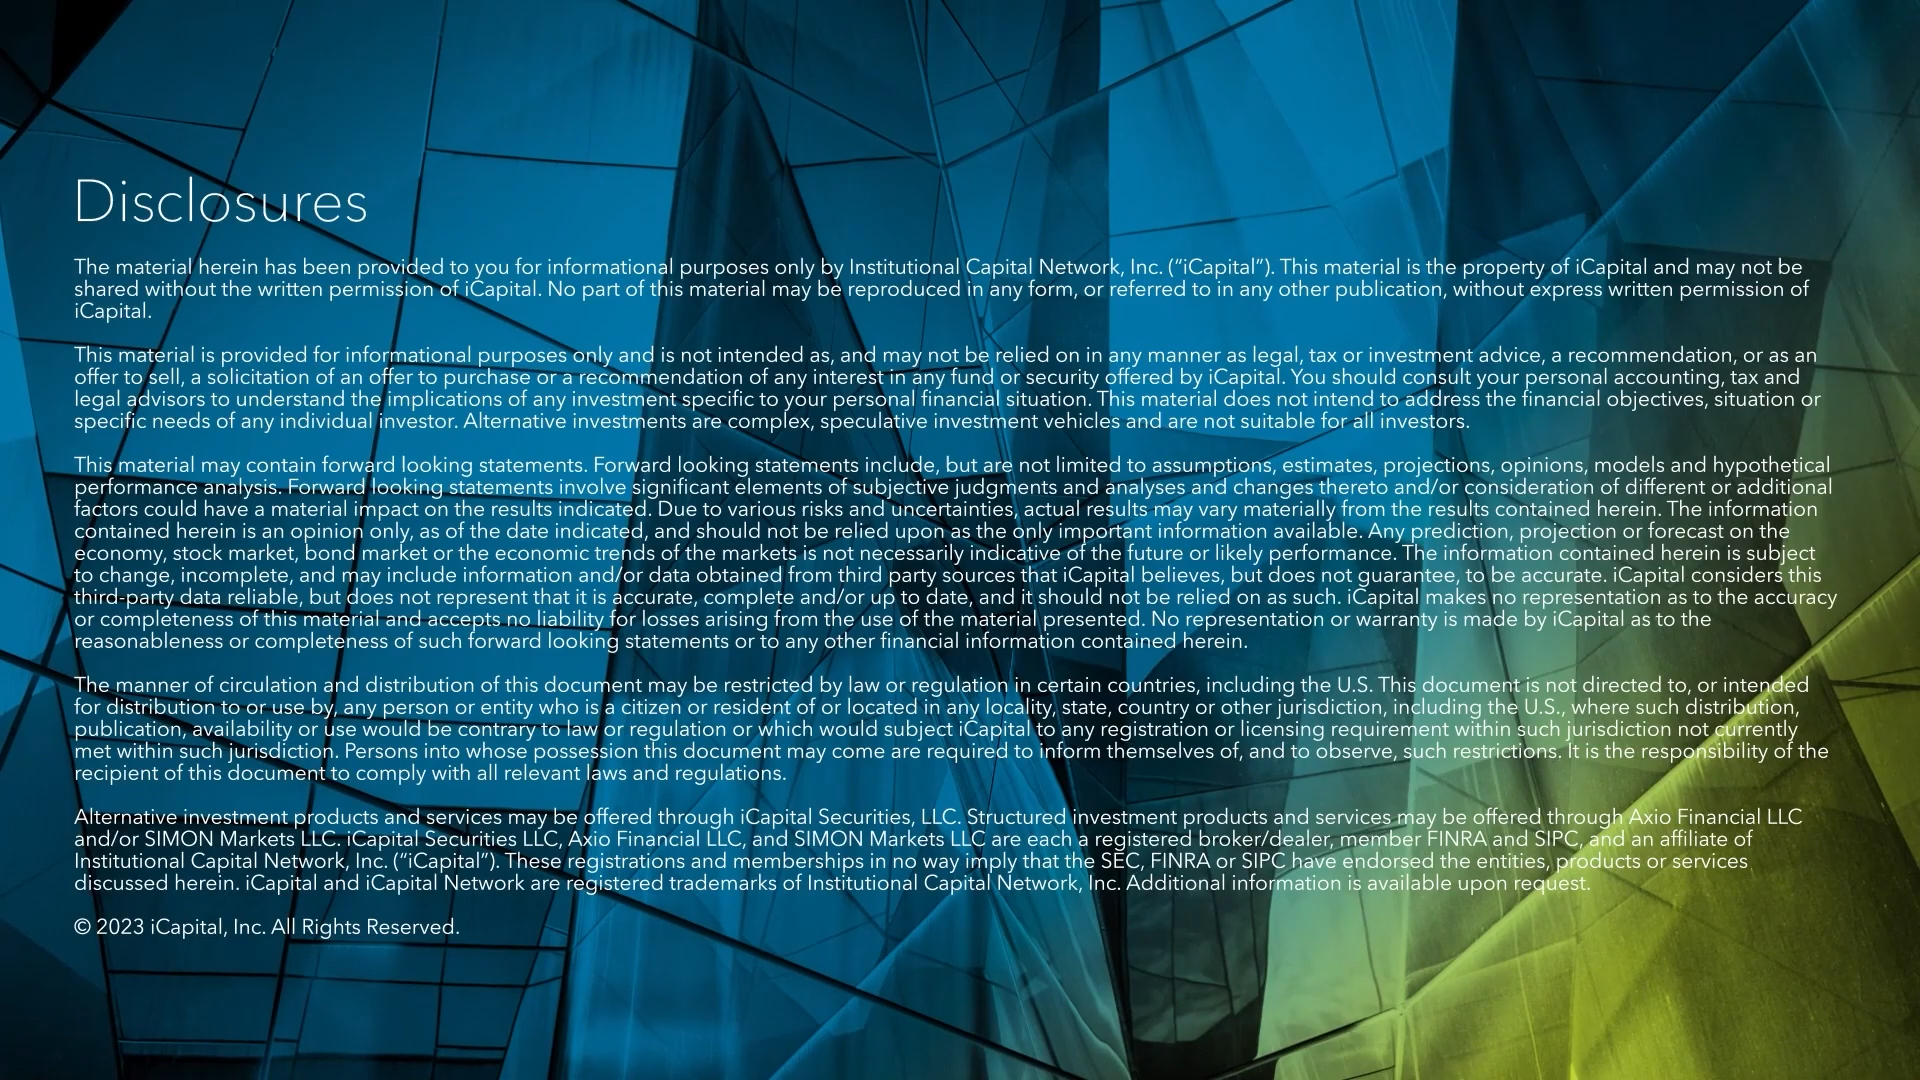 Disclosures
The material herein has been provided to you for informational purposes only by Institutional Capital Network, Inc. (“iCapital”). This material is the property of iCapital and may not be
shared without the written permission of iCapital. No part of this material may be reproduced in any form, or referred to in any other publication, without express written permission of
iCapital.
This material is provided for informational purposes only and is not intended as, and may not be relied on in any manner as legal, tax or investment advice, a recommendation, or as an
offer to sell, a solicitation of an offer to purchase or a recommendation of any interest in any fund or security offered by iCapital. You should consult your personal accounting, tax and
legal advisors to understand the implications of any investment specific to your personal financial situation. This material does not intend to address the financial objectives, situation or
specific needs of any individual investor. Alternative investments are complex, speculative investment vehicles and are not suitable for all investors.
This material may contain forward looking statements. Forward looking statements include, but are not limited to assumptions, estimates, projections, opinions, models and hypothetical
performance analysis. Forward looking statements involve significant elements of subjective judgments and analyses and changes thereto and/or consideration of different or additional
factors could have a material impact on the results indicated. Due to various risks and uncertainties, actual results may vary materially from the results contained herein. The information
contained herein is an opinion only, as of the date indicated, and should not be relied upon as the only important information available. Any prediction, projection or forecast on the
economy, stock market, bond market or the economic trends of the markets is not necessarily indicative of the future or likely performance. The information contained herein is subject
to change, incomplete, and may include information and/or data obtained from third party sources that iCapital believes, but does not guarantee, to be accurate. iCapital considers this
third-party data reliable, but does not represent that it is accurate, complete and/or up to date, and it should not be relied on as such. iCapital makes no representation as to the accuracy
or completeness of this material and accepts no liability for losses arising from the use of the material presented. No representation or warranty is made by iCapital as to the
reasonableness or completeness of such forward looking statements or to any other financial information contained herein.
The manner of circulation and distribution of this document may be restricted by law or regulation in certain countries, including the U.S. This document is not directed to, or intended
for distribution to or use by, any person or entity who is a citizen or resident of or located in any locality, state, country or other jurisdiction, including the U.S., where such distribution,
publication, availability or use would be contrary to law or regulation or which would subject iCapital to any registration or licensing requirement within such jurisdiction not currently
met within such jurisdiction. Persons into whose possession this document may come are required to inform themselves of, and to observe, such restrictions. It is the responsibility of the
recipient of this document to comply with all relevant laws and regulations.
Alternative investment products and services may be offered through iCapital Securities, LLC. Structured investment products and services may be offered through Axio Financial LLC
and/or SIMON Markets LLC. iCapital Securities LLC, Axio Financial LLC, and SIMON Markets LLC are each a registered broker/dealer, member FINRA and SIPC, and an affiliate of
Institutional Capital Network, Inc. (“iCapital”). These registrations and memberships in no way imply that the SEC, FINRA or SIPC have endorsed the entities, products or services
discussed herein. iCapital and iCapital Network are registered trademarks of Institutional Capital Network, Inc. Additional information is available upon request.
© 2023 iCapital, Inc. All Rights Reserved.